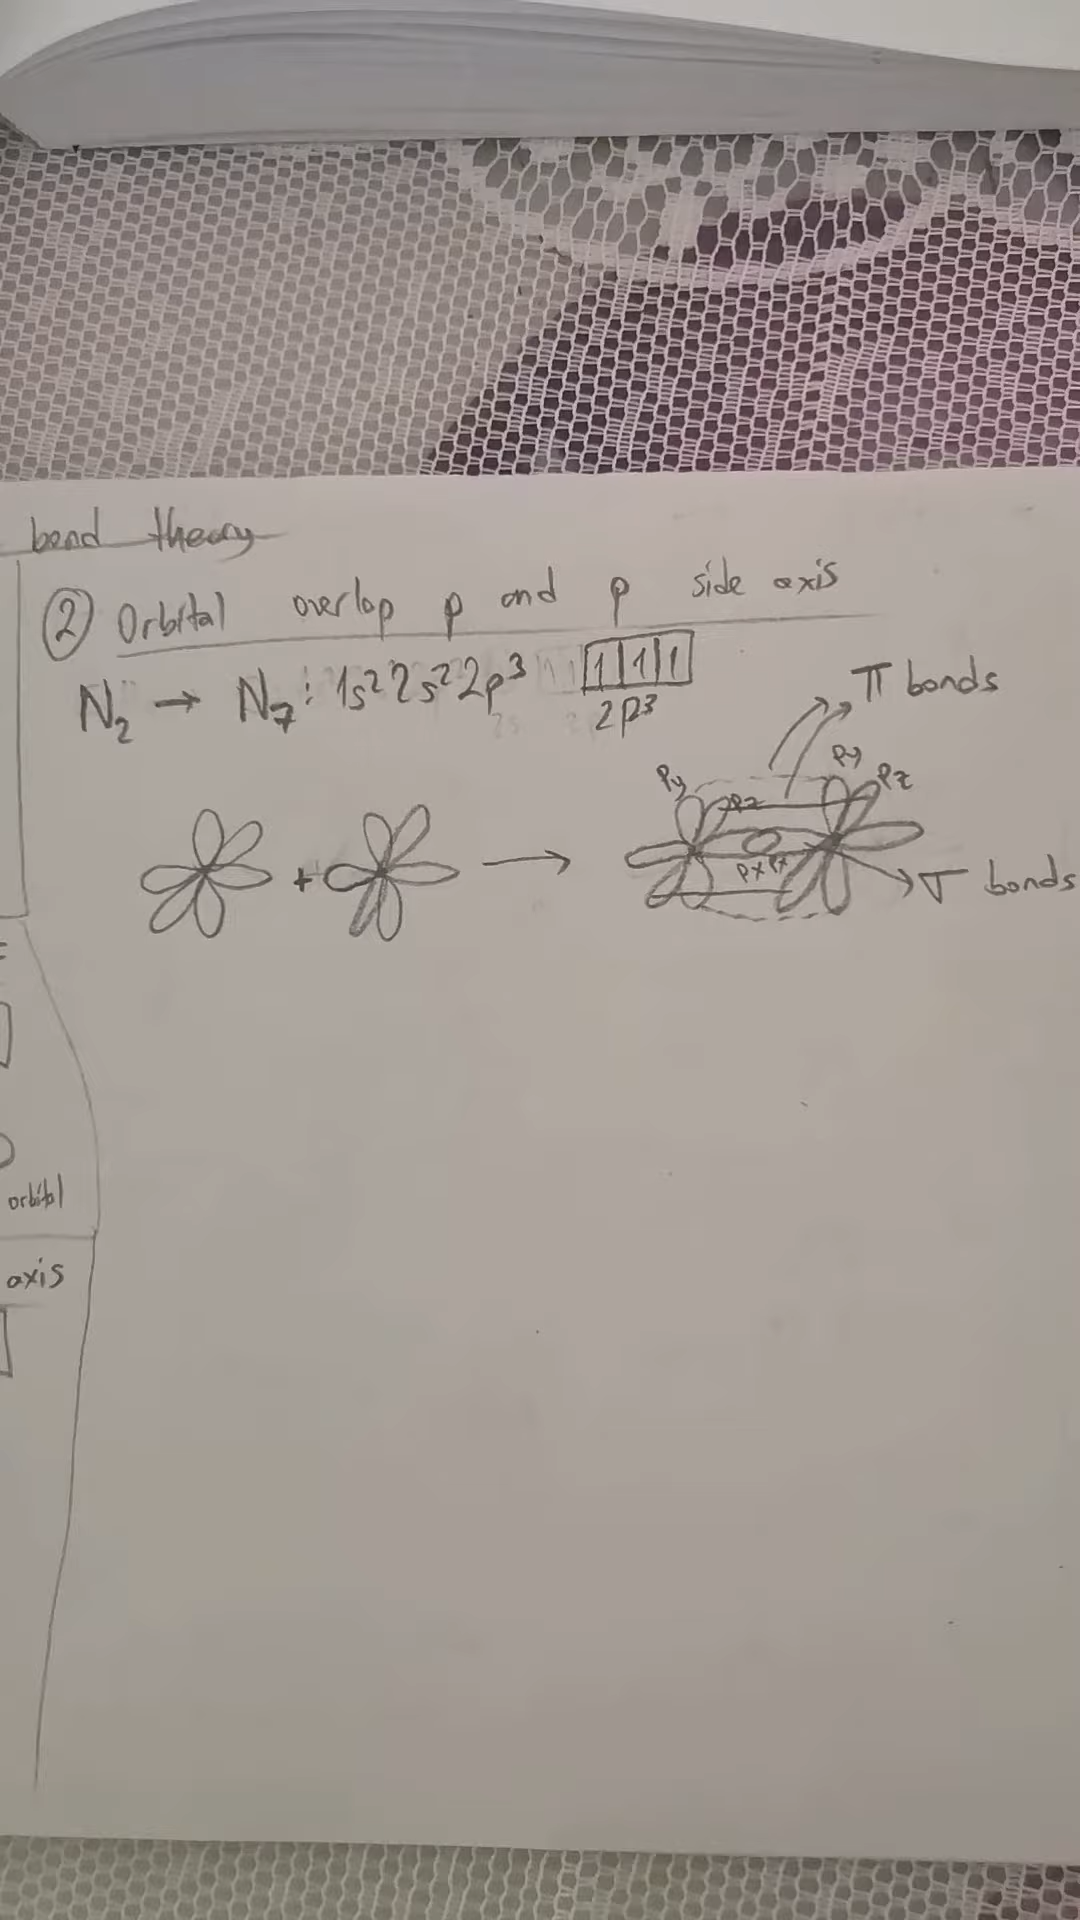 bond theory
② Orbital overlap p and p side axis
N₂ → N₇: 1s² 2s² 2p³ 1 1 1
2p³
π bonds
Py Pz Py Pz
+ →
Px Px
σ bonds
orbital
axis